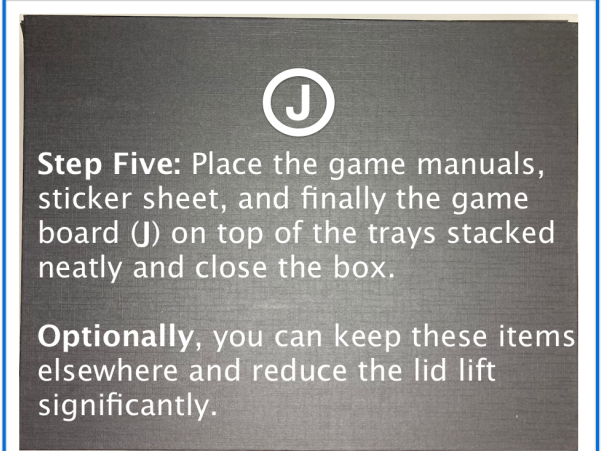 J
Step Five: Place the game manuals,
sticker sheet, and finally the game
board (J) on top of the trays stacked
neatly and close the box.
Optionally, you can keep these items
elsewhere and reduce the lid lift
significantly.